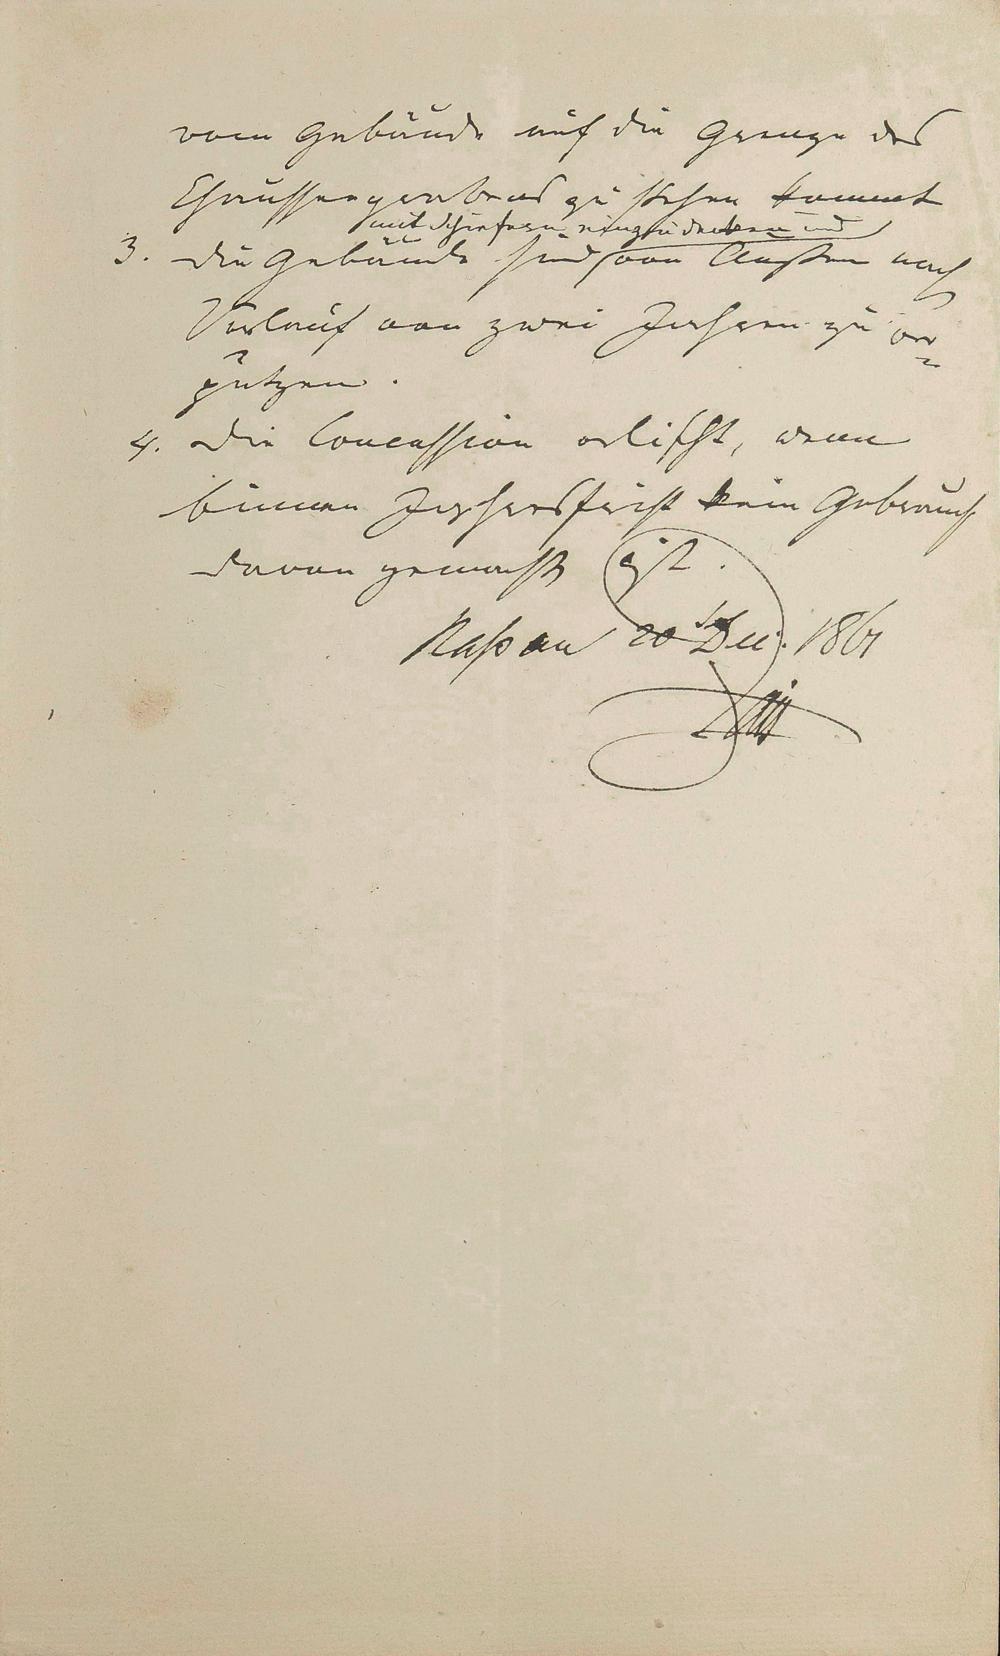 vom Gebäude auf die Grenze des
Chausseegrabens zu stehen kommt
mit Schiefern einzudecken und
3. Die Gebäude sind von Außen nach
Verlauf von zwei Jahren zu ver-
putzen.
4. Die Concession erlischt, wenn
binnen Jahresfrist kein Gebrauch
davon gemacht ist.
Nassau 20 Dec. 1861